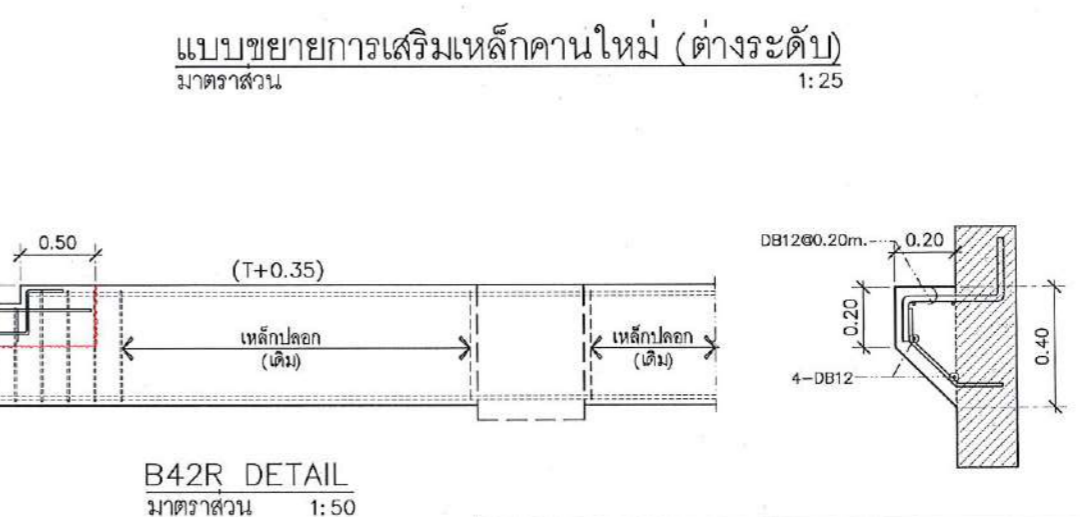 แบบขยายการเสริมเหล็กคานใหม่ (ต่างระดับ)
มาตราส่วน 1:25
0.50
(T+0.35)
เหล็กปลอก
(เดิม)
เหล็กปลอก
(เดิม)
B42R DETAIL
มาตราส่วน 1:50
DB12@0.20m.
0.20
0.20
0.40
4-DB12